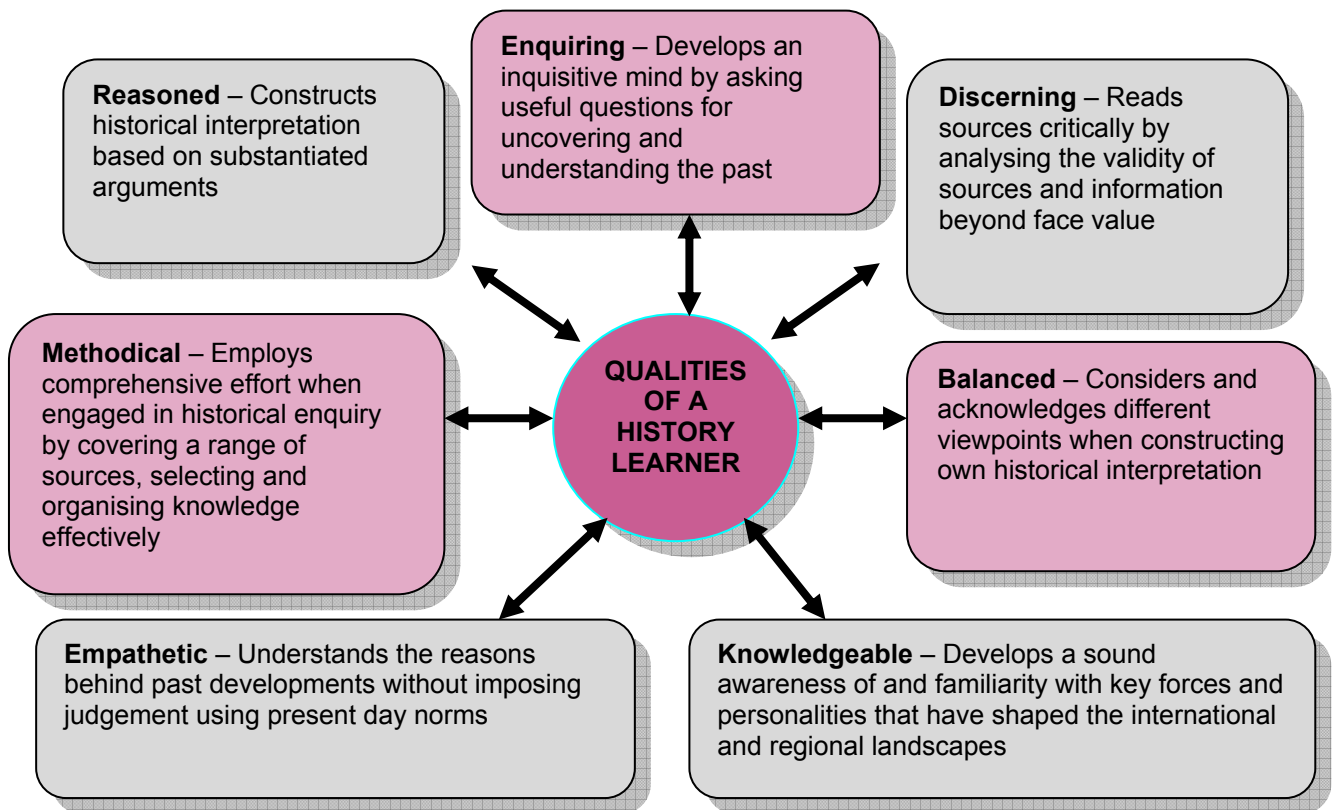 Enquiring – Develops an
inquisitive mind by asking
useful questions for
uncovering and
understanding the past
Reasoned – Constructs
historical interpretation
based on substantiated
arguments
Discerning – Reads
sources critically by
analysing the validity of
sources and information
beyond face value
Methodical – Employs
comprehensive effort when
engaged in historical enquiry
by covering a range of
sources, selecting and
organising knowledge
effectively
QUALITIES
OF A
HISTORY
LEARNER
Balanced – Considers and
acknowledges different
viewpoints when constructing
own historical interpretation
Empathetic – Understands the reasons
behind past developments without imposing
judgement using present day norms
Knowledgeable – Develops a sound
awareness of and familiarity with key forces and
personalities that have shaped the international
and regional landscapes